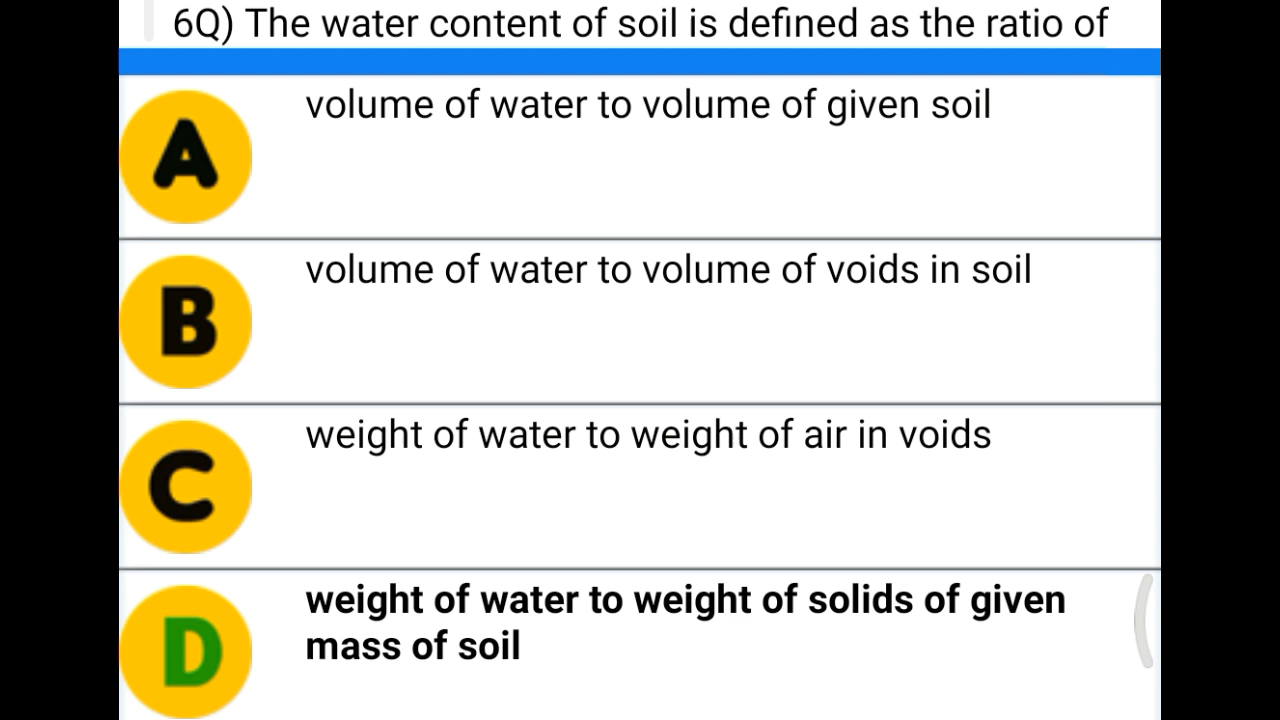 6Q) The water content of soil is defined as the ratio of
A
volume of water to volume of given soil
B
volume of water to volume of voids in soil
C
weight of water to weight of air in voids
D
weight of water to weight of solids of given
mass of soil